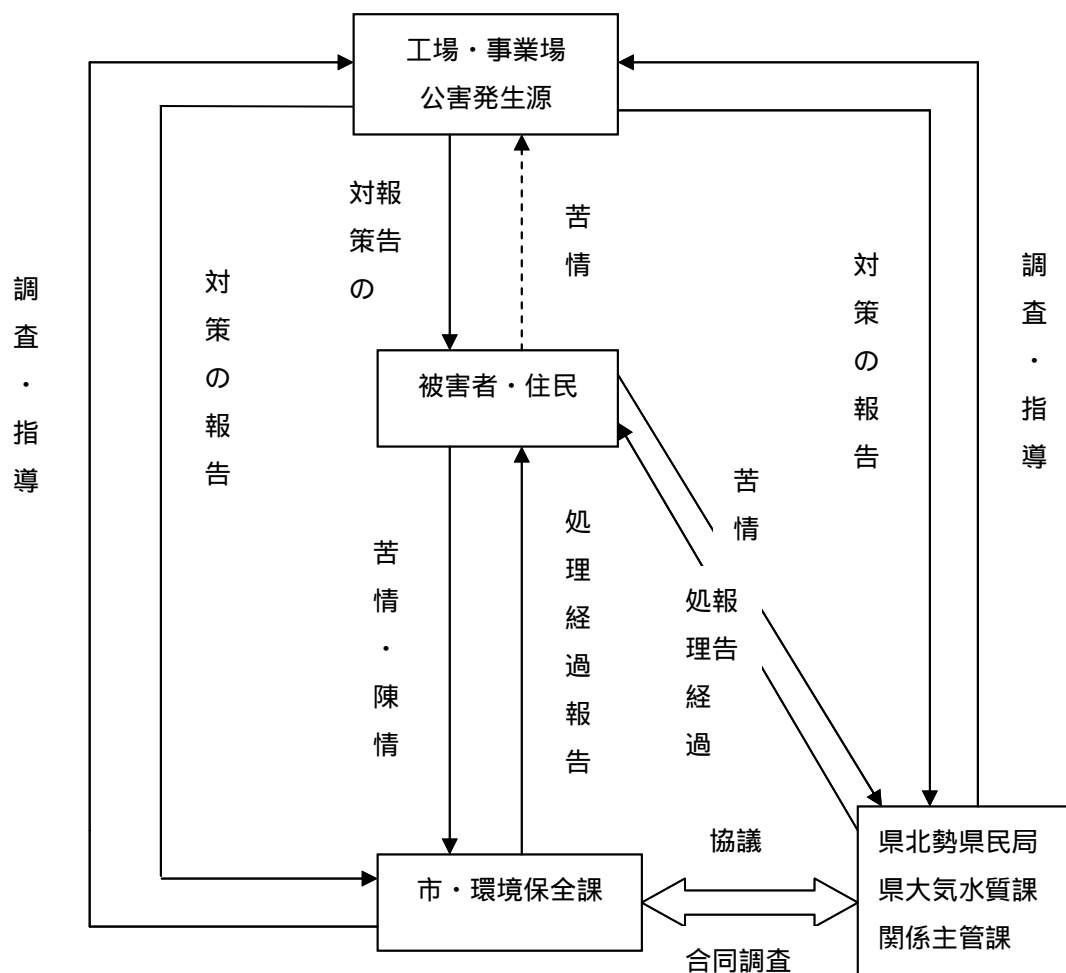 工場・事業場
公害発生源
対策の
報告
苦情
調査・指導
対策の報告
対策の報告
調査・指導
被害者・住民
苦情・陳情
処理経過報告
苦情
処理経過
報告
協議
市・環境保全課
合同調査
県北勢県民局
県大気水質課
関係主管課